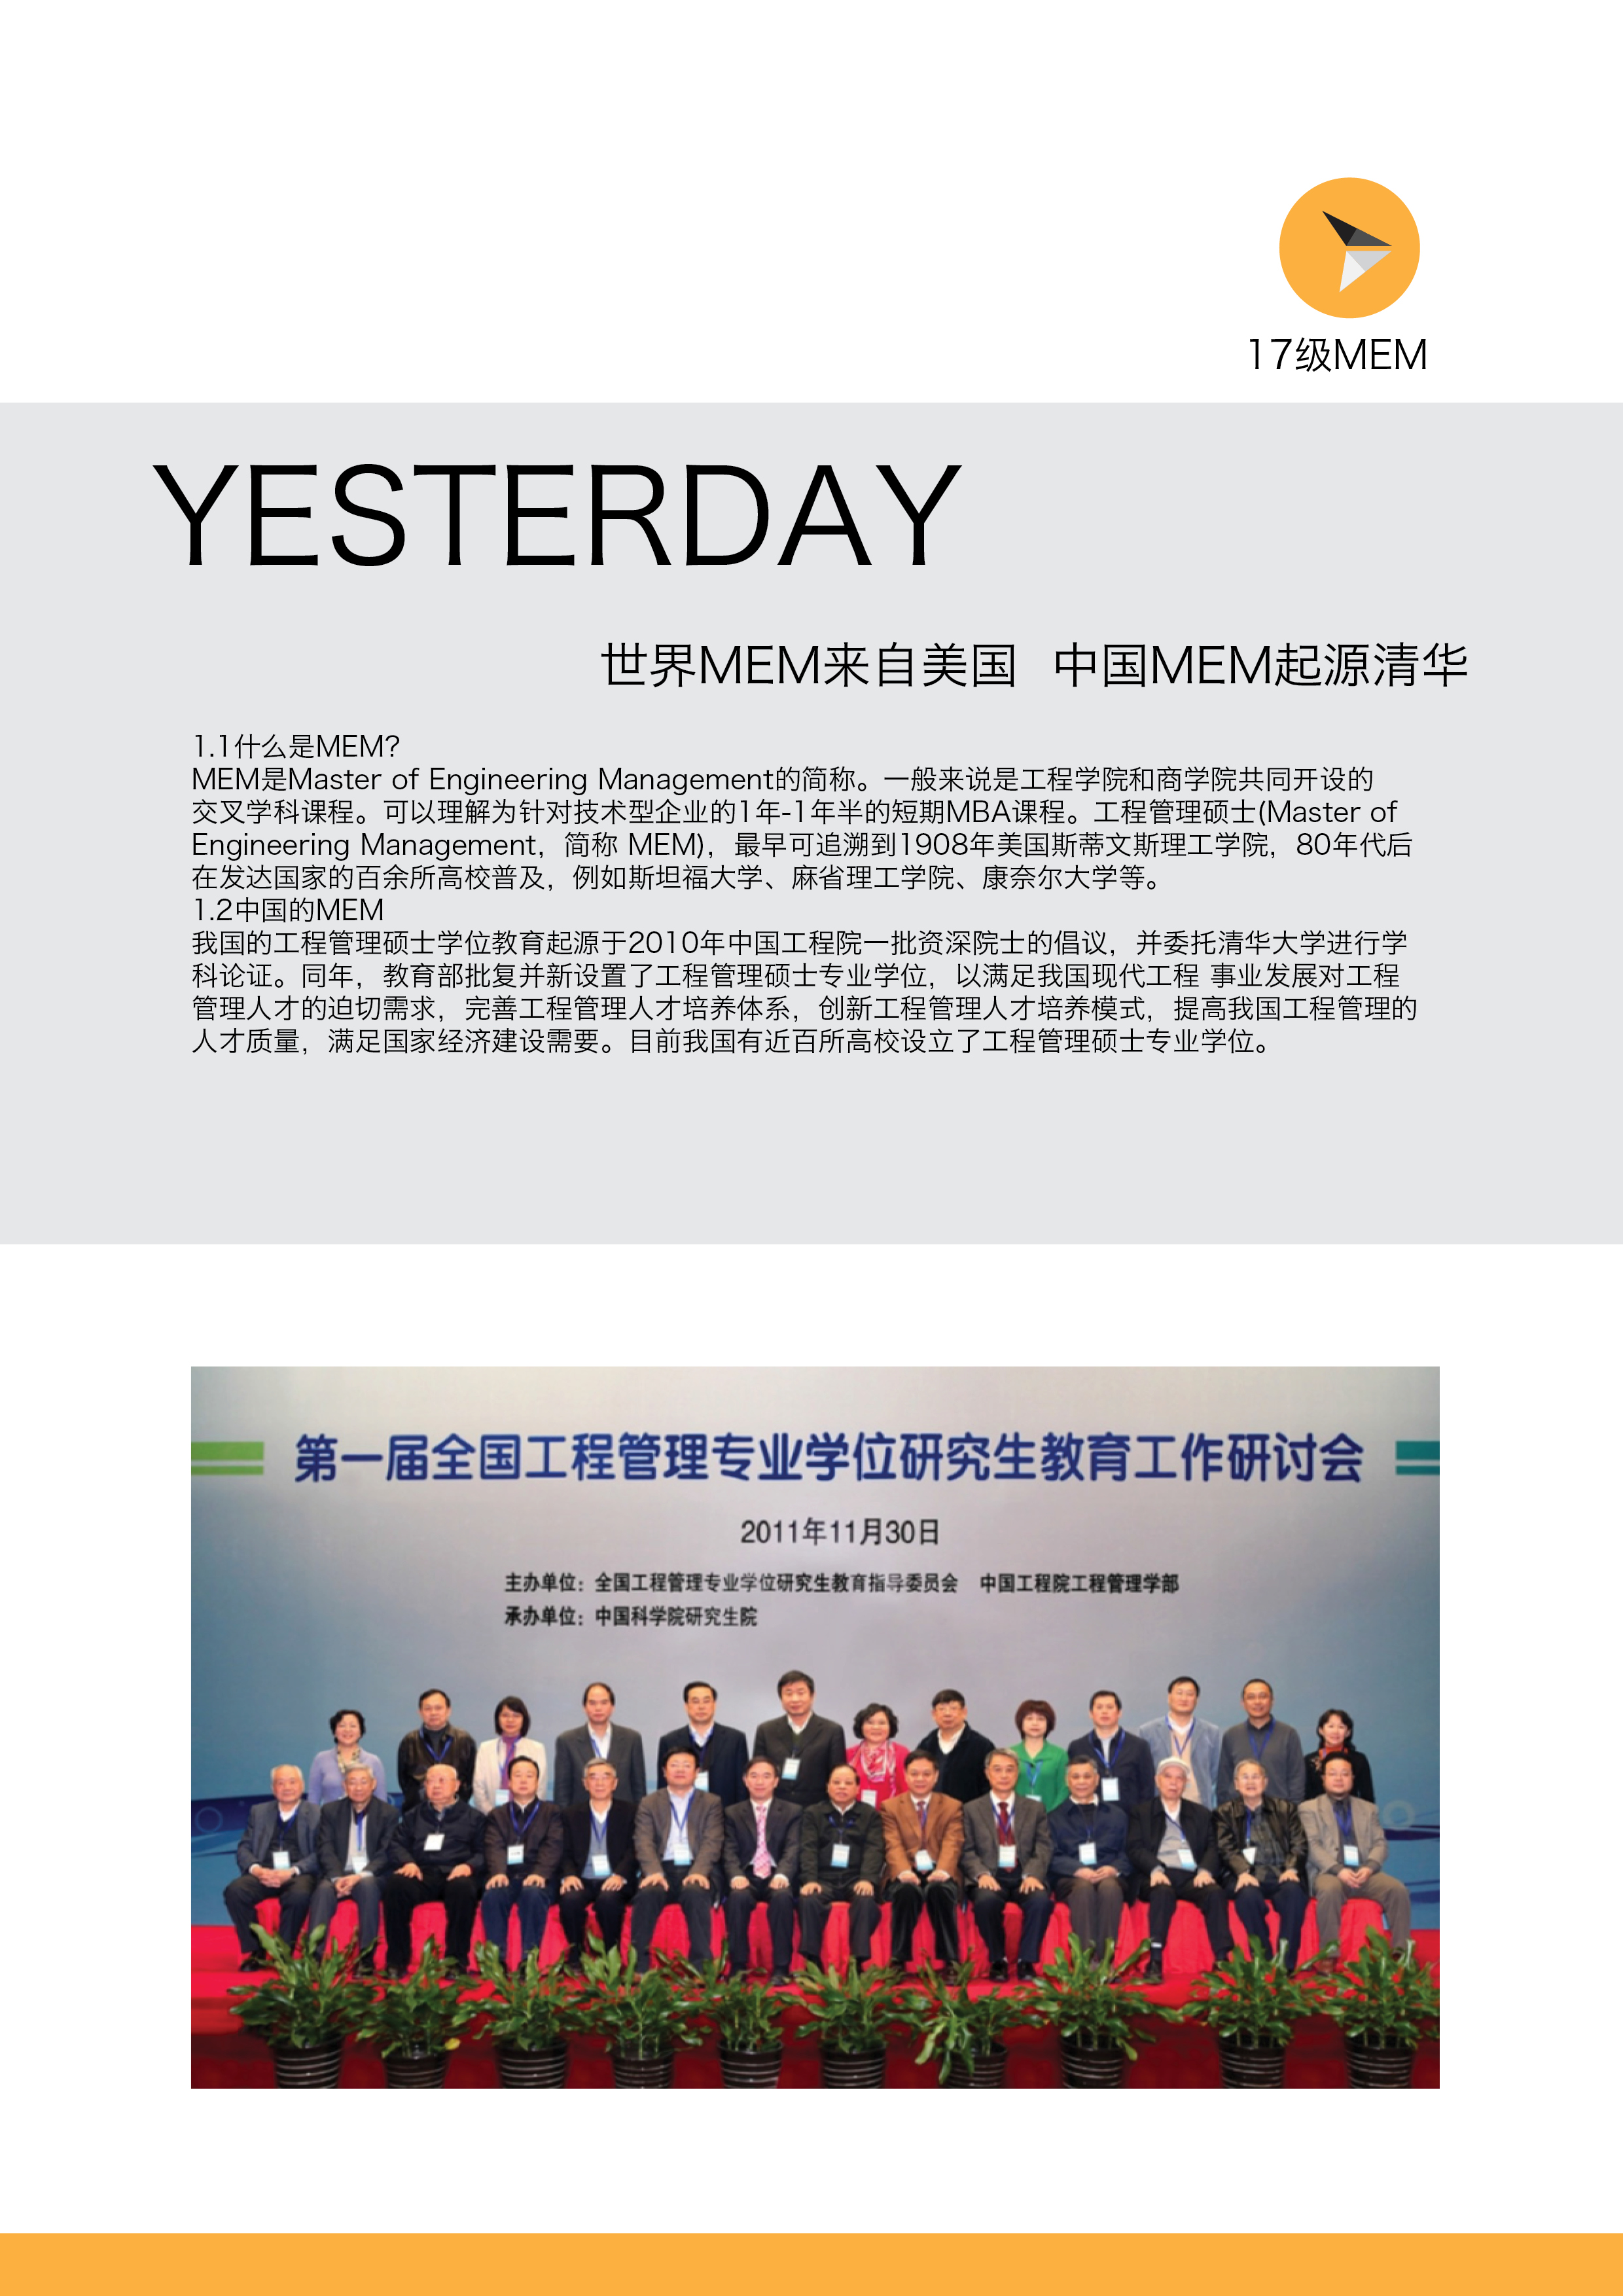 17级MEM
YESTERDAY
世界MEM来自美国 中国MEM起源清华
1.1什么是MEM？
MEM是Master of Engineering Management的简称。一般来说是工程学院和商学院共同开设的
交叉学科课程。可以理解为针对技术型企业的1年-1年半的短期MBA课程。工程管理硕士(Master of
Engineering Management，简称 MEM)，最早可追溯到1908年美国斯蒂文斯理工学院，80年代后
在发达国家的百余所高校普及，例如斯坦福大学、麻省理工学院、康奈尔大学等。
1.2中国的MEM
我国的工程管理硕士学位教育起源于2010年中国工程院一批资深院士的倡议，并委托清华大学进行学
科论证。同年，教育部批复并新设置了工程管理硕士专业学位，以满足我国现代工程 事业发展对工程
管理人才的迫切需求，完善工程管理人才培养体系，创新工程管理人才培养模式，提高我国工程管理的
人才质量，满足国家经济建设需要。目前我国有近百所高校设立了工程管理硕士专业学位。
第一届全国工程管理专业学位研究生教育工作研讨会
2011年11月30日
主办单位：全国工程管理专业学位研究生教育指导委员会 中国工程院工程管理学部
承办单位：中国科学院研究生院